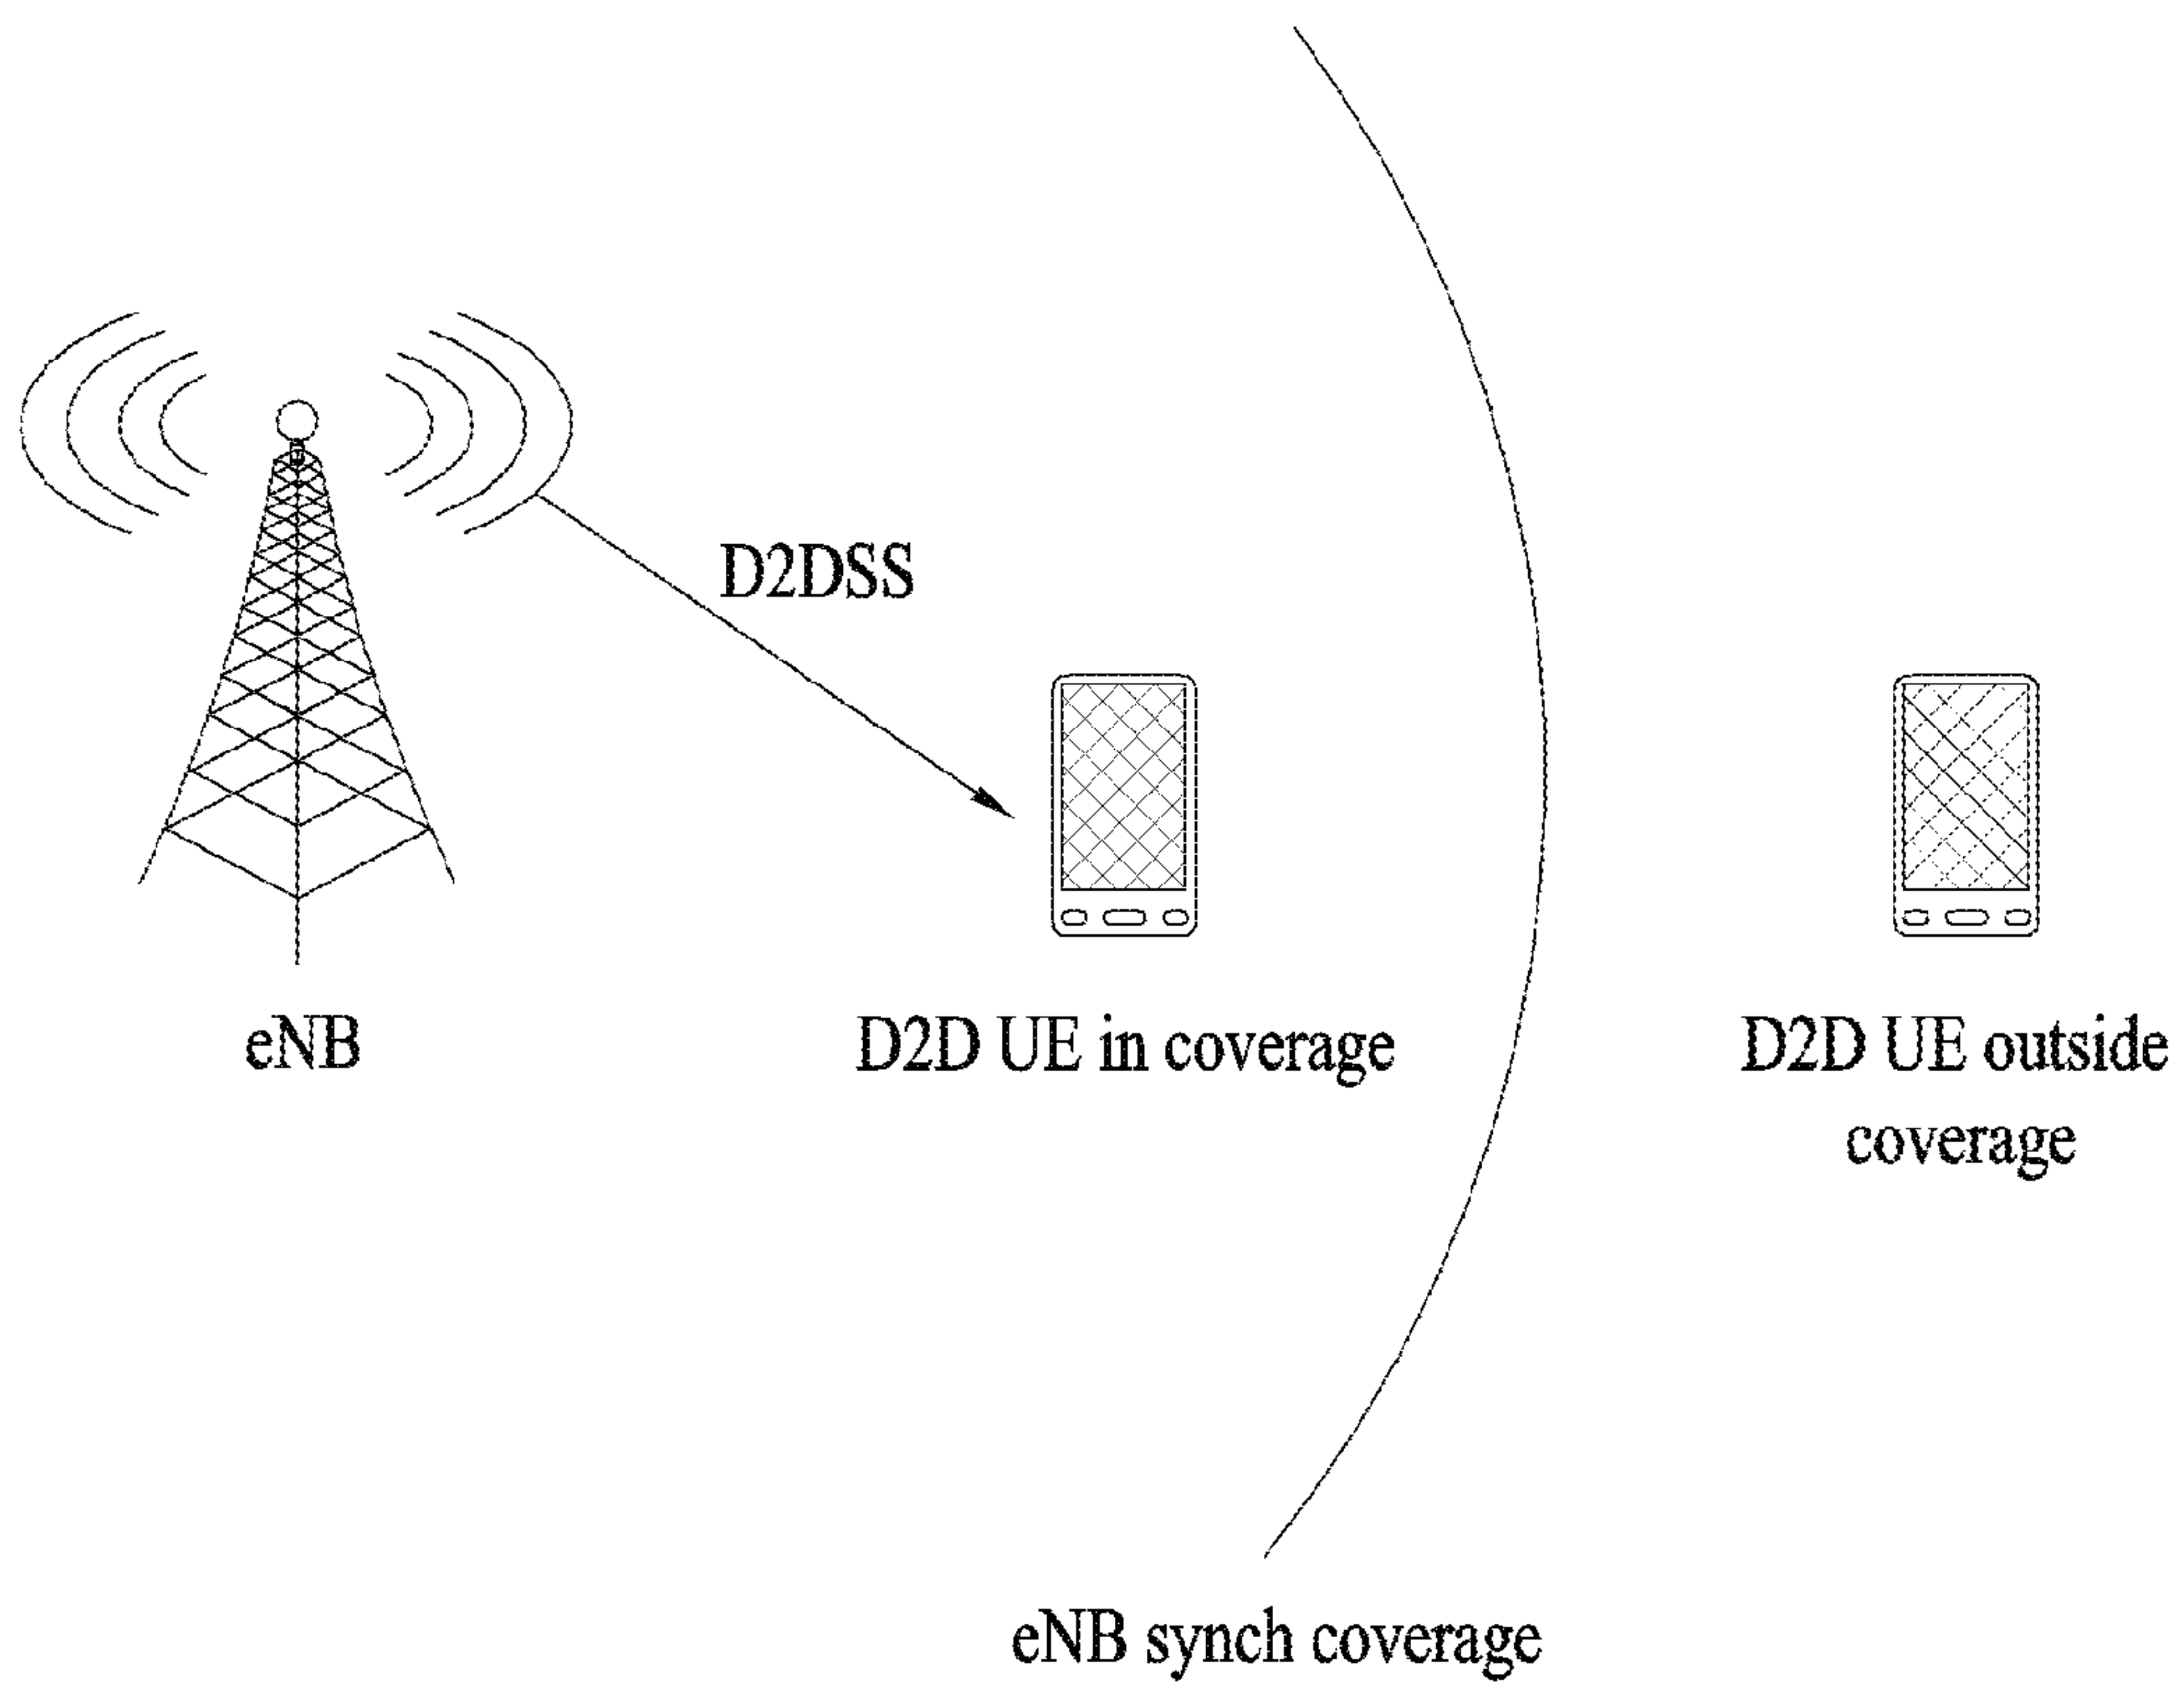 D2DSS
eNB
D2D UE in coverage
D2D UE outside
coverage
eNB synch coverage